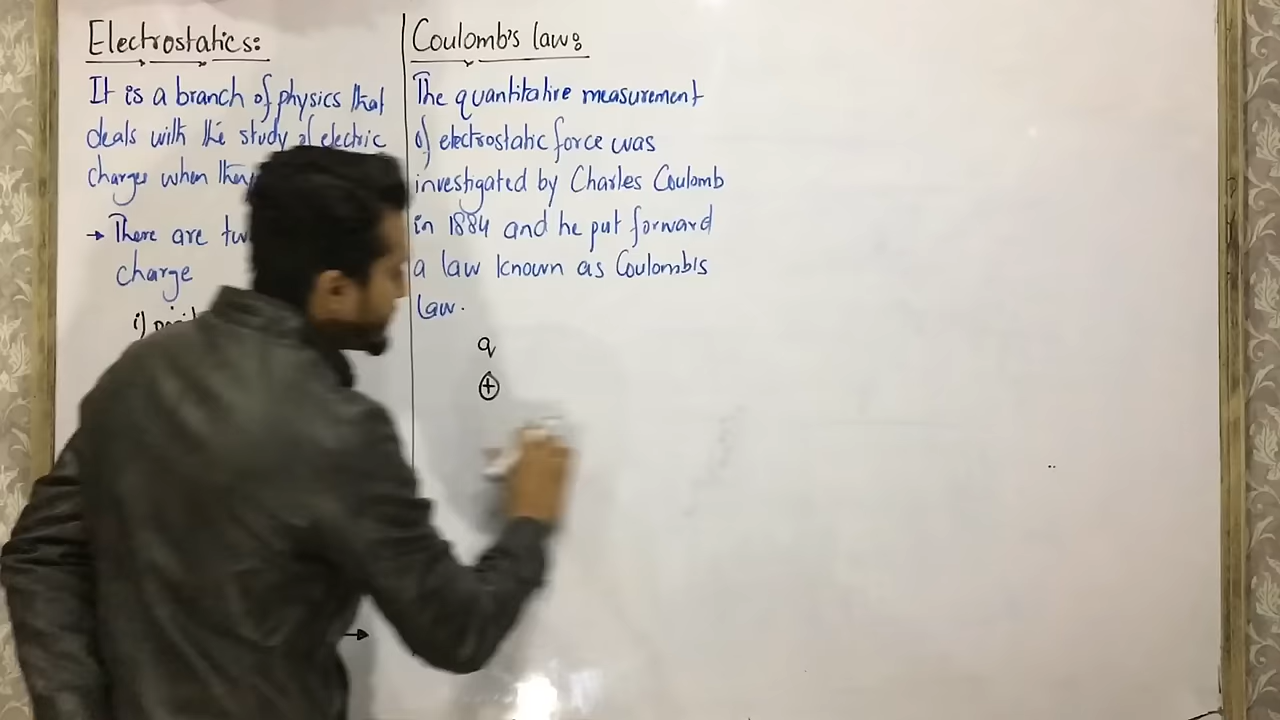 Electrostatics:
It is a branch of physics that
deals with the study of electric
charges when they
→ There are
charge
i)
Coulomb's law:
The quantitative measurement
of electrostatic force was
investigated by Charles Coulomb
in 1884 and he put forward
a law known as Coulomb's
law.
q
+